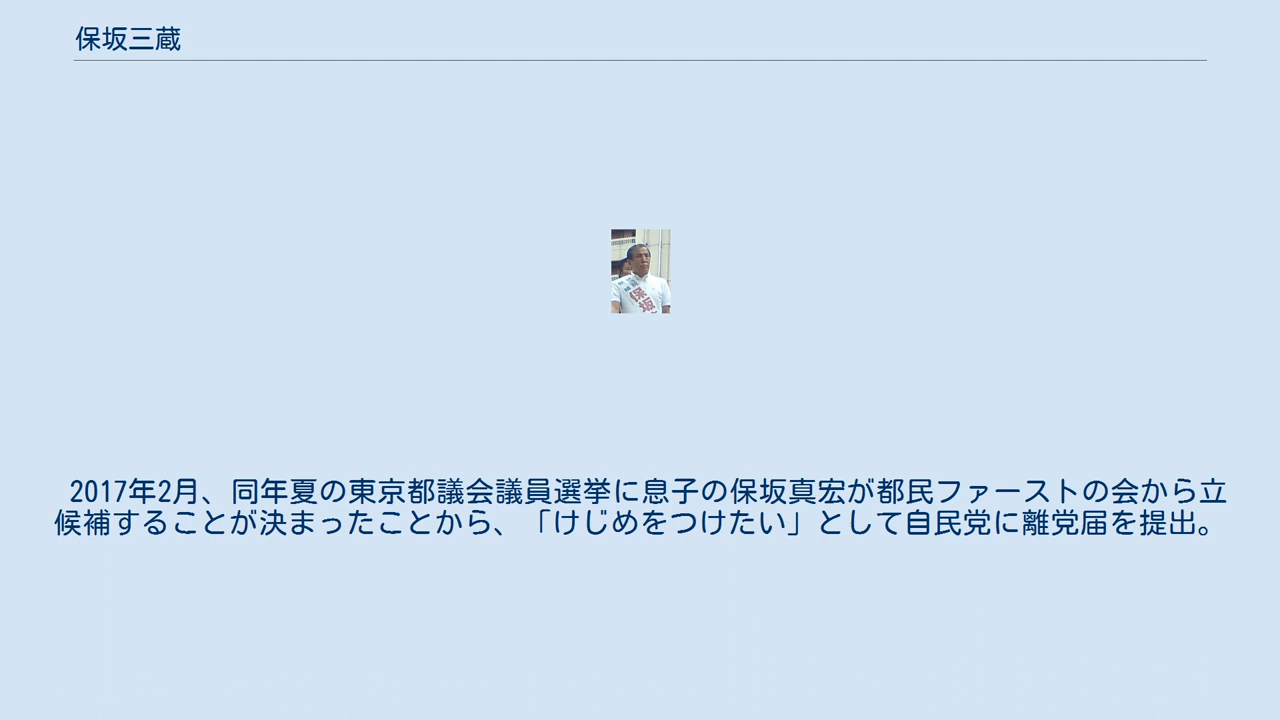 保坂三蔵
保坂
2017年2月、同年夏の東京都議会議員選挙に息子の保坂真宏が都民ファーストの会から立
候補することが決まったことから、「けじめをつけたい」として自民党に離党届を提出。